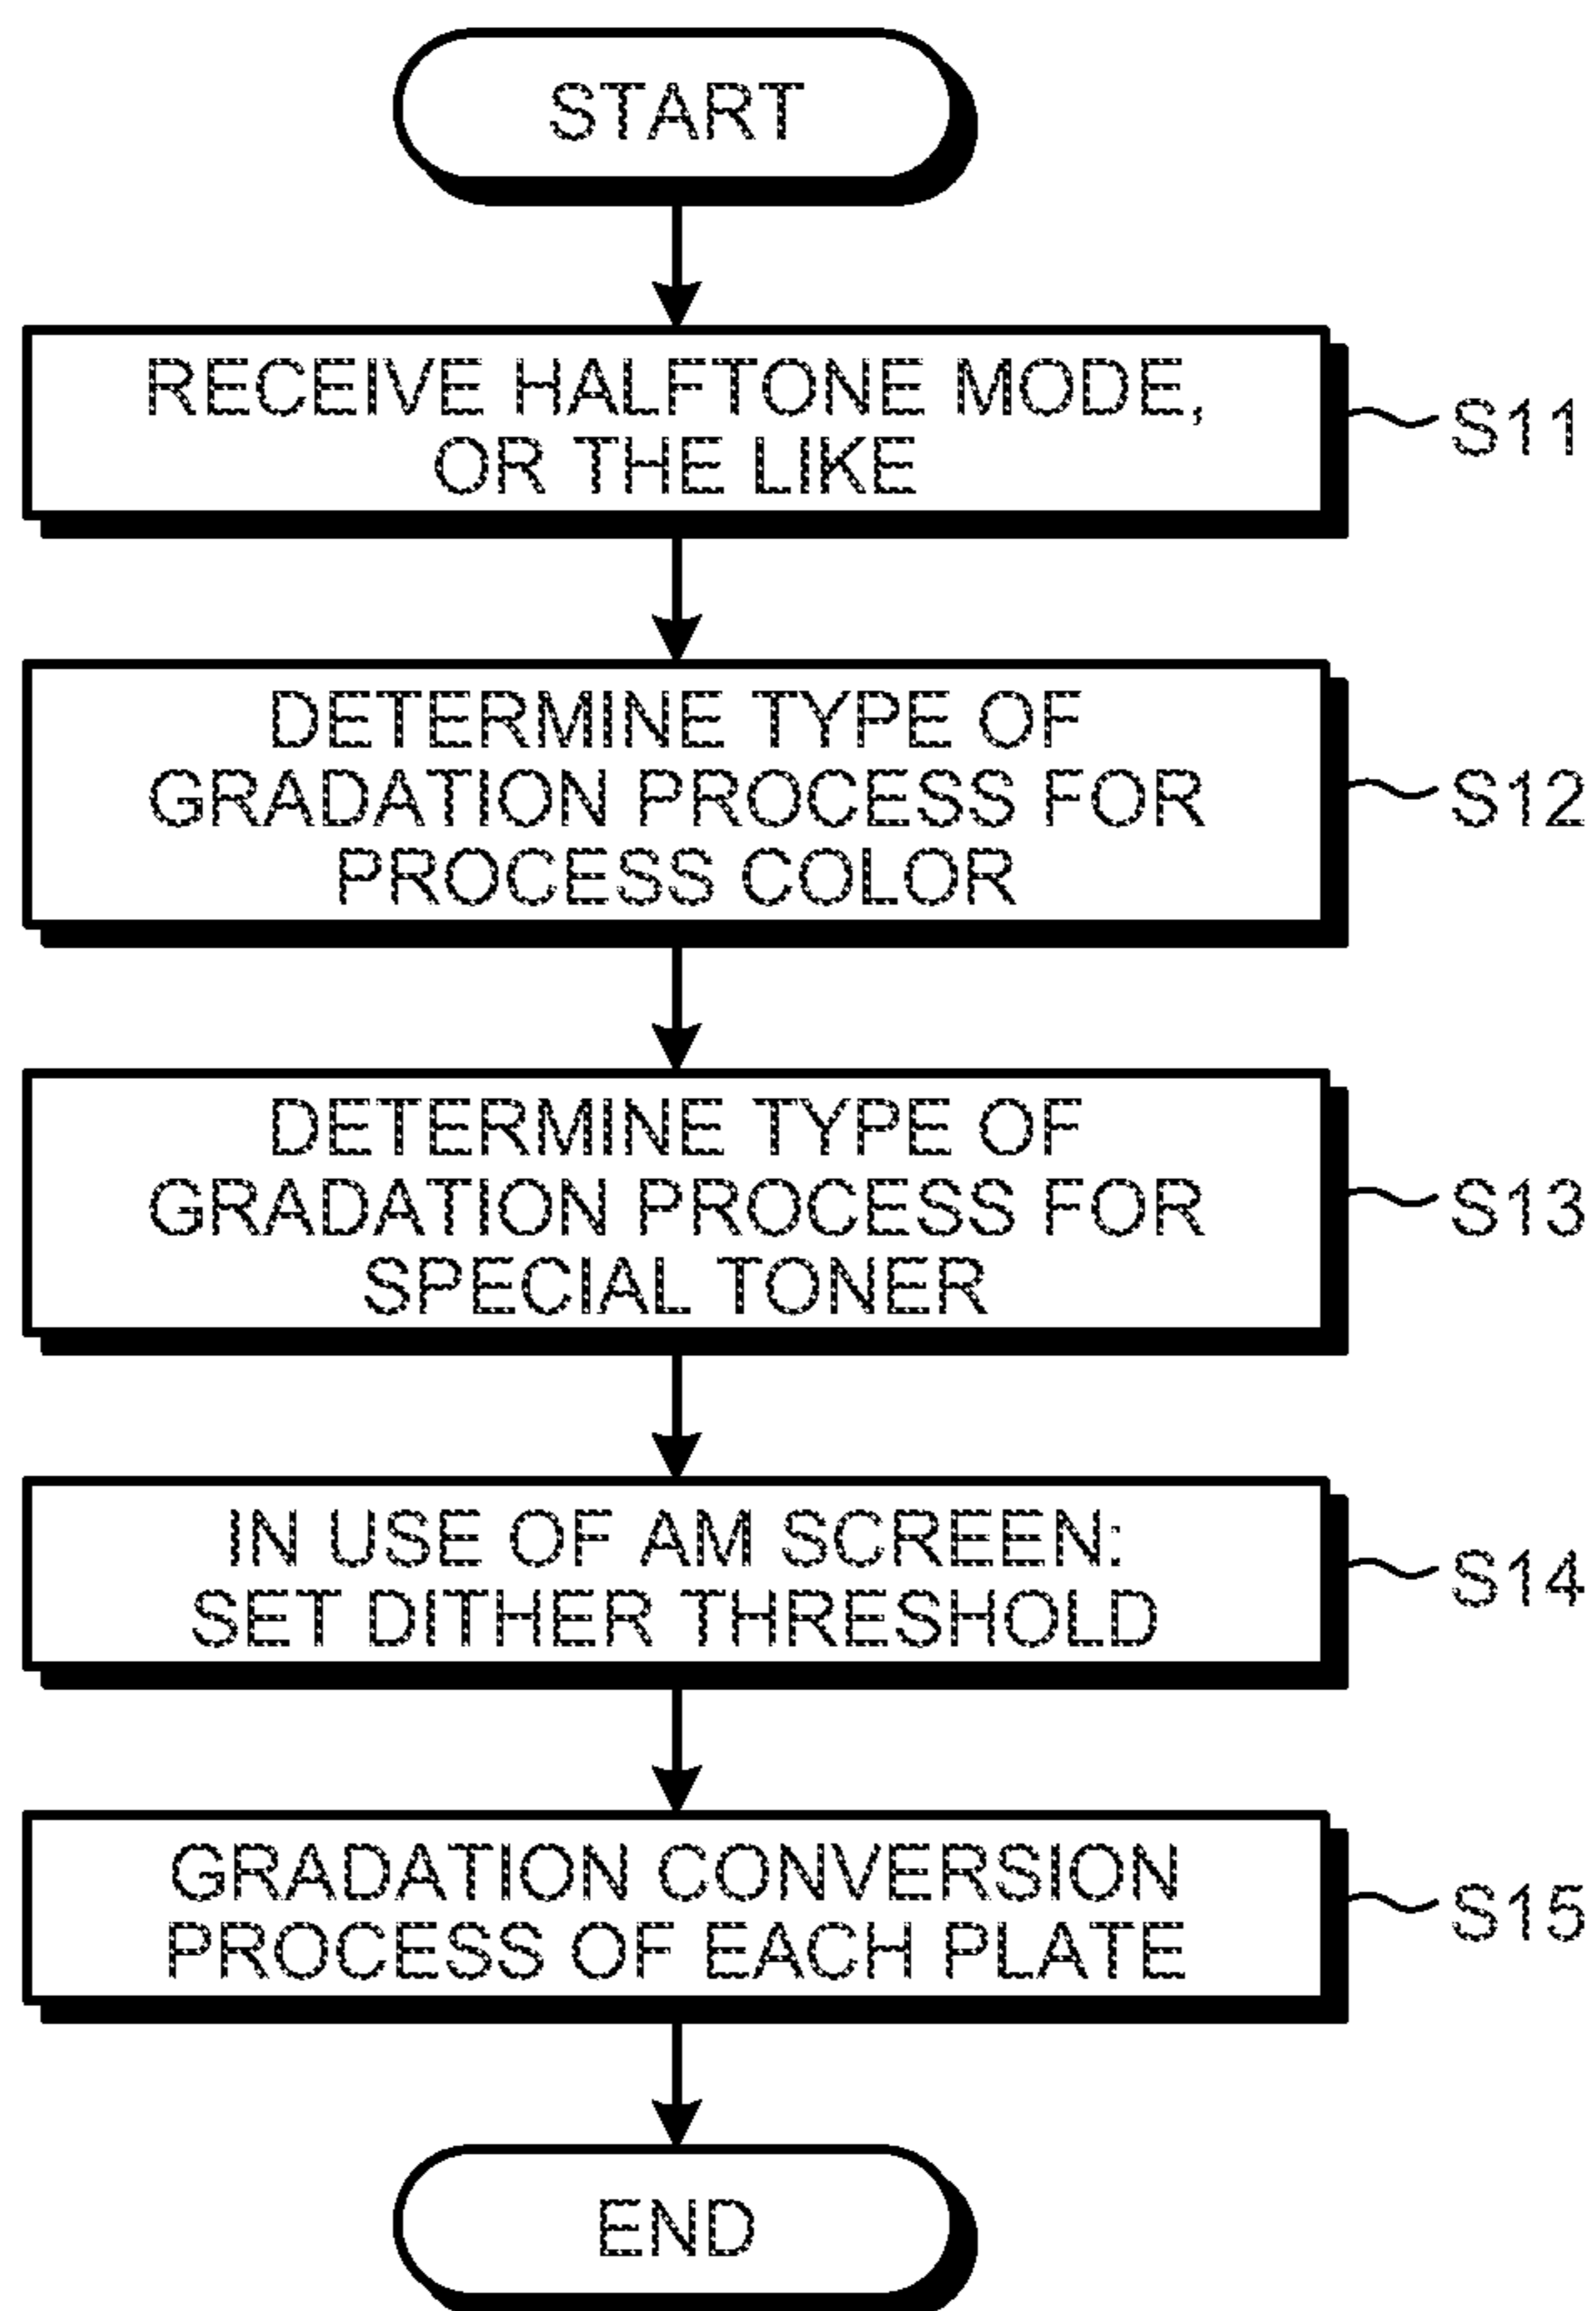 START
RECEIVE HALFTONE MODE,
OR THE LIKE
S11
DETERMINE TYPE OF
GRADATION PROCESS FOR
PROCESS COLOR
S12
DETERMINE TYPE OF
GRADATION PROCESS FOR
SPECIAL TONER
S13
IN USE OF AM SCREEN:
SET DITHER THRESHOLD
S14
GRADATION CONVERSION
PROCESS OF EACH PLATE
S15
END